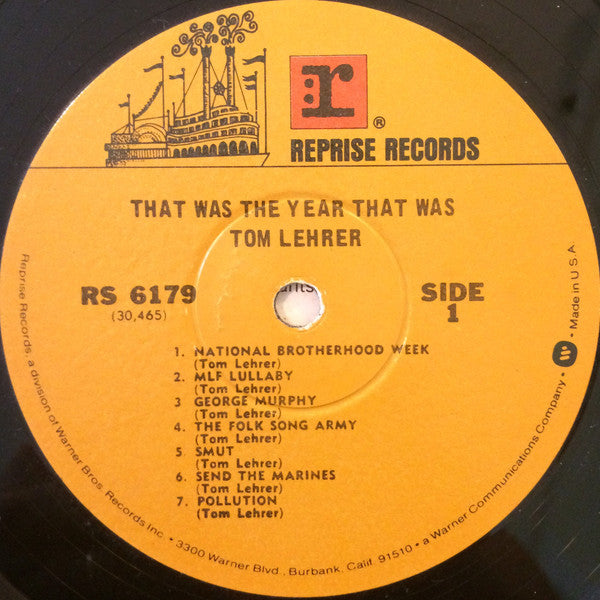 :r
®
REPRISE RECORDS
THAT WAS THE YEAR THAT WAS
TOM LEHRER
RS 6179
(30,465)
SIDE
1
1. NATIONAL BROTHERHOOD WEEK
(Tom Lehrer)
2. MLF LULLABY
(Tom Lehrer)
3 GEORGE MURPHY
(Tom Lehrer)
4. THE FOLK SONG ARMY
(Tom Lehrer)
5. SMUT
(Tom Lehrer)
6. SEND THE MARINES
(Tom Lehrer)
7. POLLUTION
(Tom Lehrer)
Reprise Records, a division of Warner Bros. Records Inc. • 3300 Warner Blvd., Burbank, Calif. 91510 • a Warner Communications Company • W • Made in U.S.A.